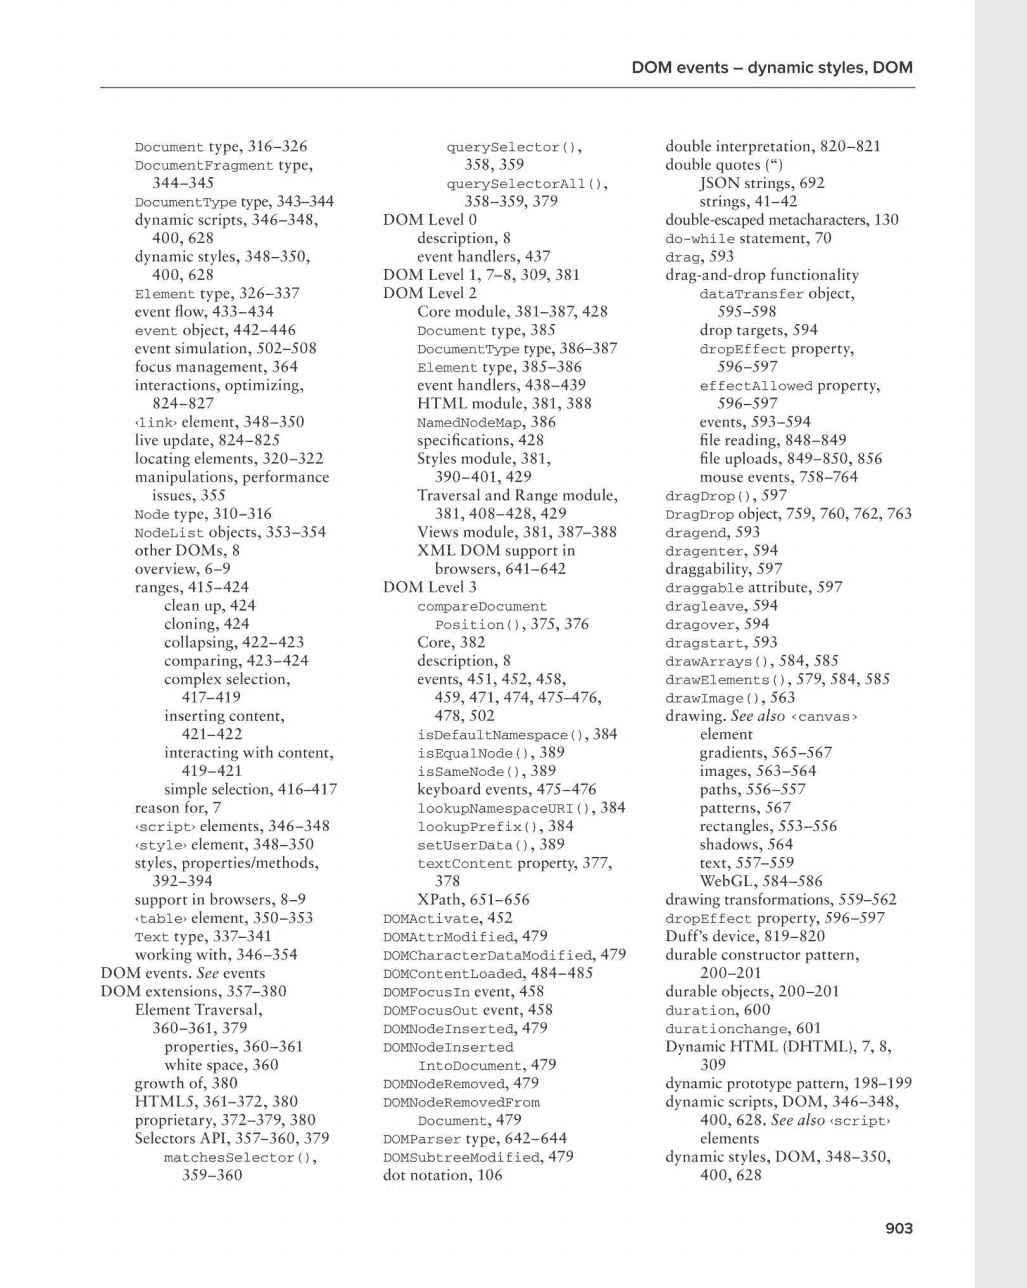 DOM events – dynamic styles, DOM
Document type, 316–326
DocumentFragment type,
344–345
DocumentType type, 343–344
dynamic scripts, 346–348,
400, 628
dynamic styles, 348–350,
400, 628
Element type, 326–337
event flow, 433–434
event object, 442–446
event simulation, 502–508
focus management, 364
interactions, optimizing,
824–827
<link> element, 348–350
live update, 824–825
locating elements, 320–322
manipulations, performance
issues, 355
Node type, 310–316
NodeList objects, 353–354
other DOMs, 8
overview, 6–9
ranges, 415–424
clean up, 424
cloning, 424
collapsing, 422–423
comparing, 423–424
complex selection,
417–419
inserting content,
421–422
interacting with content,
419–421
simple selection, 416–417
reason for, 7
<script> elements, 346–348
<style> element, 348–350
styles, properties/methods,
392–394
support in browsers, 8–9
<table> element, 350–353
Text type, 337–341
working with, 346–354
DOM events. See events
DOM extensions, 357–380
Element Traversal,
360–361, 379
properties, 360–361
white space, 360
growth of, 380
HTML5, 361–372, 380
proprietary, 372–379, 380
Selectors API, 357–360, 379
matchesSelector(),
359–360
querySelector(),
358, 359
querySelectorAll(),
358–359, 379
DOM Level 0
description, 8
event handlers, 437
DOM Level 1, 7–8, 309, 381
DOM Level 2
Core module, 381–387, 428
Document type, 385
DocumentType type, 386–387
Element type, 385–386
event handlers, 438–439
HTML module, 381, 388
NamedNodeMap, 386
specifications, 428
Styles module, 381,
390–401, 429
Traversal and Range module,
381, 408–428, 429
Views module, 381, 387–388
XML DOM support in
browsers, 641–642
DOM Level 3
compareDocument
Position(), 375, 376
Core, 382
description, 8
events, 451, 452, 458,
459, 471, 474, 475–476,
478, 502
isDefaultNamespace(), 384
isEqualNode(), 389
isSameNode(), 389
keyboard events, 475–476
lookupNamespaceURI(), 384
lookupPrefix(), 384
setUserData(), 389
textContent property, 377,
378
XPath, 651–656
DOMActivate, 452
DOMAttrModified, 479
DOMCharacterDataModified, 479
DOMContentLoaded, 484–485
DOMFocusIn event, 458
DOMFocusOut event, 458
DOMNodeInserted, 479
DOMNodeInserted
IntoDocument, 479
DOMNodeRemoved, 479
DOMNodeRemovedFrom
Document, 479
DOMParser type, 642–644
DOMSubtreeModified, 479
dot notation, 106
double interpretation, 820–821
double quotes (“)
JSON strings, 692
strings, 41–42
double-escaped metacharacters, 130
do-while statement, 70
drag, 593
drag-and-drop functionality
dataTransfer object,
595–598
drop targets, 594
dropEffect property,
596–597
effectAllowed property,
596–597
events, 593–594
file reading, 848–849
file uploads, 849–850, 856
mouse events, 758–764
dragDrop(), 597
DragDrop object, 759, 760, 762, 763
dragend, 593
dragenter, 594
draggability, 597
draggable attribute, 597
dragleave, 594
dragover, 594
dragstart, 593
drawArrays(), 584, 585
drawElements(), 579, 584, 585
drawImage(), 563
drawing. See also <canvas>
element
gradients, 565–567
images, 563–564
paths, 556–557
patterns, 567
rectangles, 553–556
shadows, 564
text, 557–559
WebGL, 584–586
drawing transformations, 559–562
dropEffect property, 596–597
Duff’s device, 819–820
durable constructor pattern,
200–201
durable objects, 200–201
duration, 600
durationchange, 601
Dynamic HTML (DHTML), 7, 8,
309
dynamic prototype pattern, 198–199
dynamic scripts, DOM, 346–348,
400, 628. See also <script>
elements
dynamic styles, DOM, 348–350,
400, 628
903